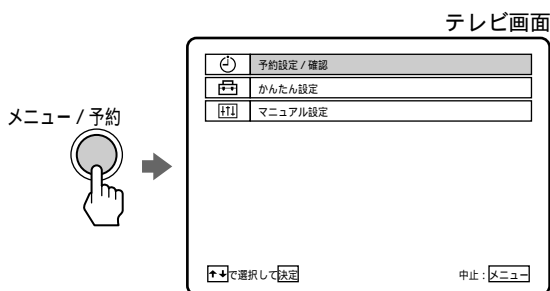 テレビ画面
予約設定 / 確認
かんたん設定
マニュアル設定
メニュー / 予約
↑↓で選択して決定
中止 : メニュー